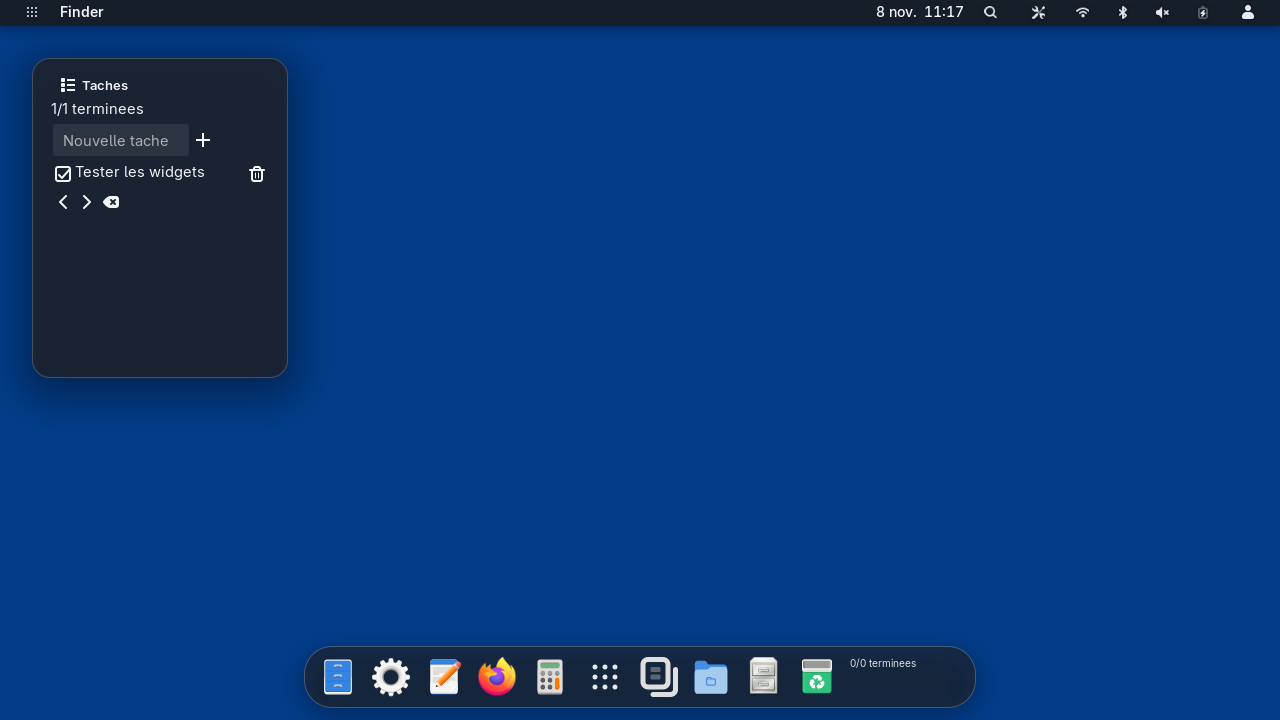 Finder
8 nov. 11:17
Taches
1/1 terminees
Nouvelle tache
Tester les widgets
0/0 terminees